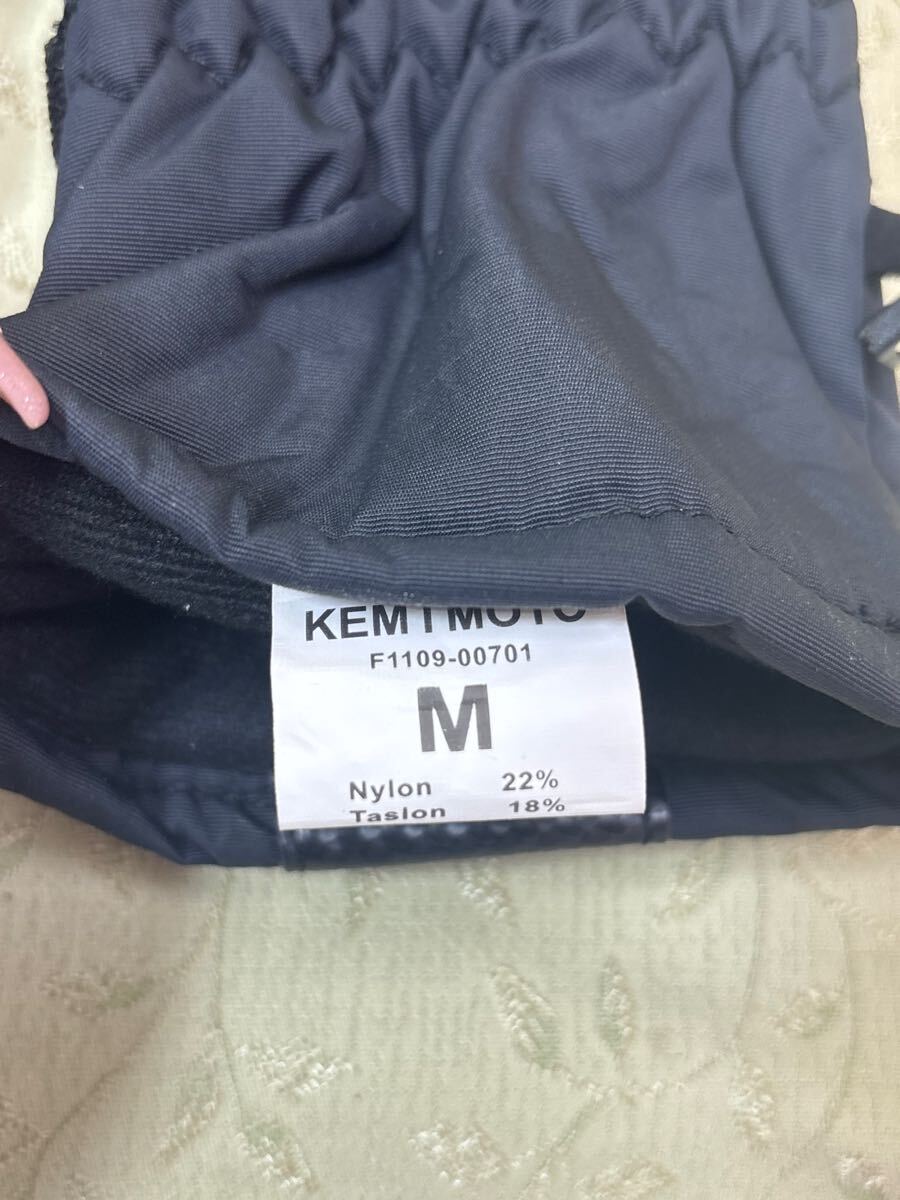 KEMIMOTO
F1109-00701
M
Nylon 22%
Taslon 18%